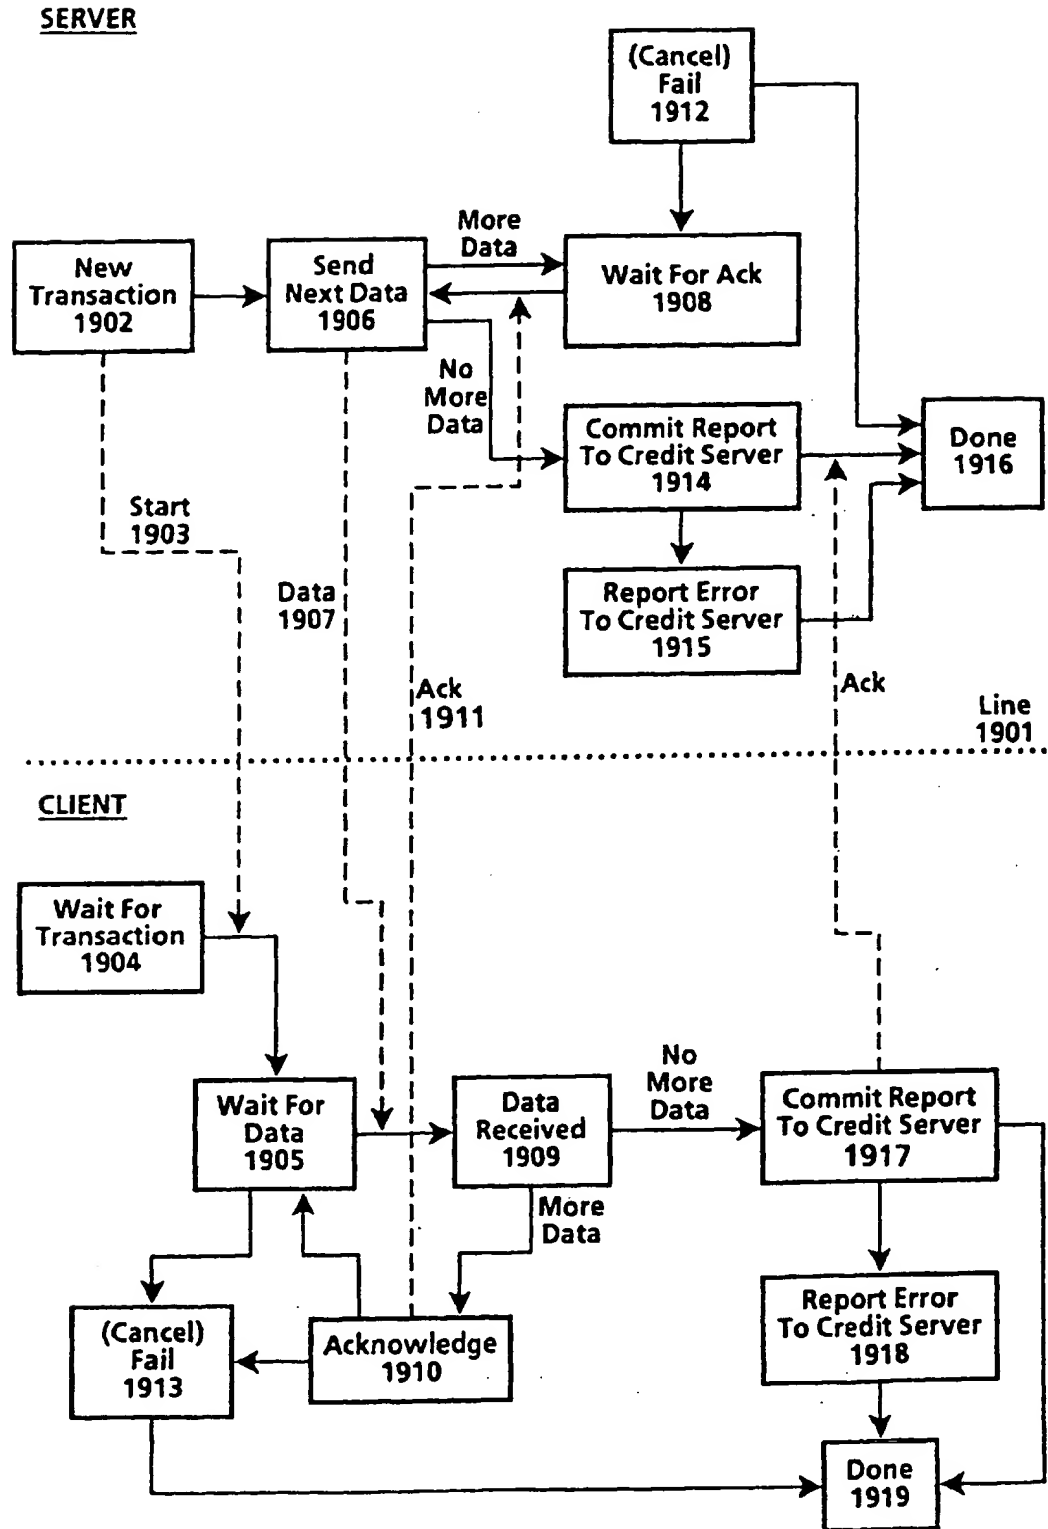 SERVER
(Cancel)
Fail
1912
More
Data
New
Transaction
1902
Send
Next Data
1906
Wait For Ack
1908
No
More
Data
Commit Report
To Credit Server
1914
Done
1916
Start
1903
Data
1907
Report Error
To Credit Server
1915
Ack
1911
Ack
Line
1901
CLIENT
Wait For
Transaction
1904
Wait For
Data
1905
Data
Received
1909
No
More
Data
Commit Report
To Credit Server
1917
More
Data
(Cancel)
Fail
1913
Acknowledge
1910
Report Error
To Credit Server
1918
Done
1919